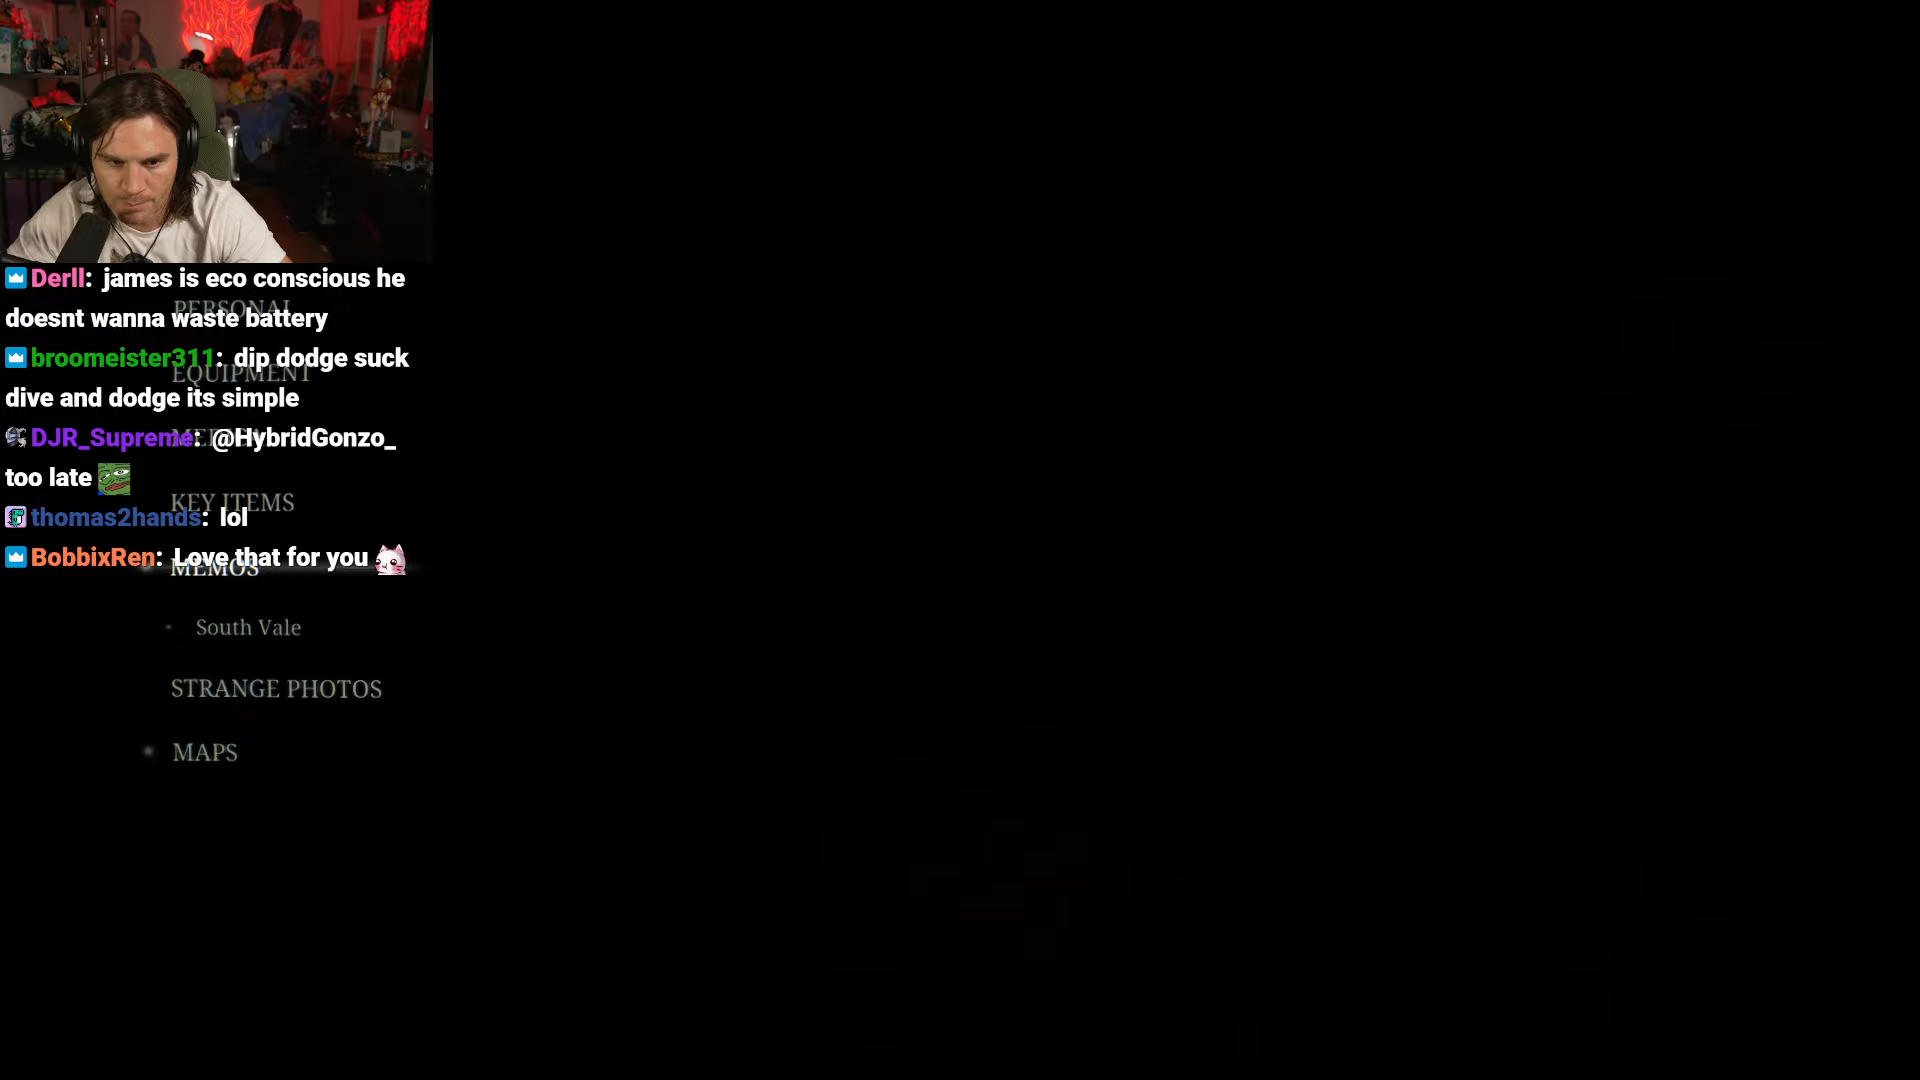 Derll: james is eco conscious he
PERSONAL
doesnt wanna waste battery
broomeister311: dip dodge suck
EQUIPMENT
dive and dodge its simple
DJR_Supreme: @HybridGonzo_
too late
KEY ITEMS
thomas2hands: lol
BobbixRen: Love that for you
MEMOS
South Vale
STRANGE PHOTOS
MAPS